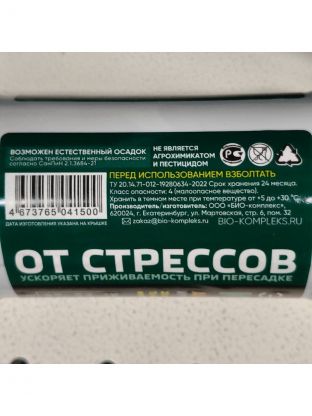 ВОЗМОЖЕН ЕСТЕСТВЕННЫЙ ОСАДОК
Соблюдать требования и меры безопасности
согласно СанПиН 2.1.3684-21
НЕ ЯВЛЯЕТСЯ
АГРОХИМИКАТОМ
И ПЕСТИЦИДОМ
ПЕРЕД ИСПОЛЬЗОВАНИЕМ ВЗБОЛТАТЬ
ТУ 20.14.71-012-19280634-2022 Срок хранения 24 месяца.
Класс опасности: 4 (малоопасное вещество).
Хранить в темном месте при температуре от +5 до +30 °С
Производитель/изготовитель: ООО «БИО-комплекс»,
620024, г. Екатеринбург, ул. Мартовская, стр. 6, пом. 32
zakaz@bio-kompleks.ru
BIO-KOMPLEKS.RU
4 673765 041500
ДАТА ИЗГОТОВЛЕНИЯ УКАЗАНА НА КРЫШКЕ
ОТ СТРЕССОВ
УСКОРЯЕТ ПРИЖИВАЕМОСТЬ ПРИ ПЕРЕСАДКЕ